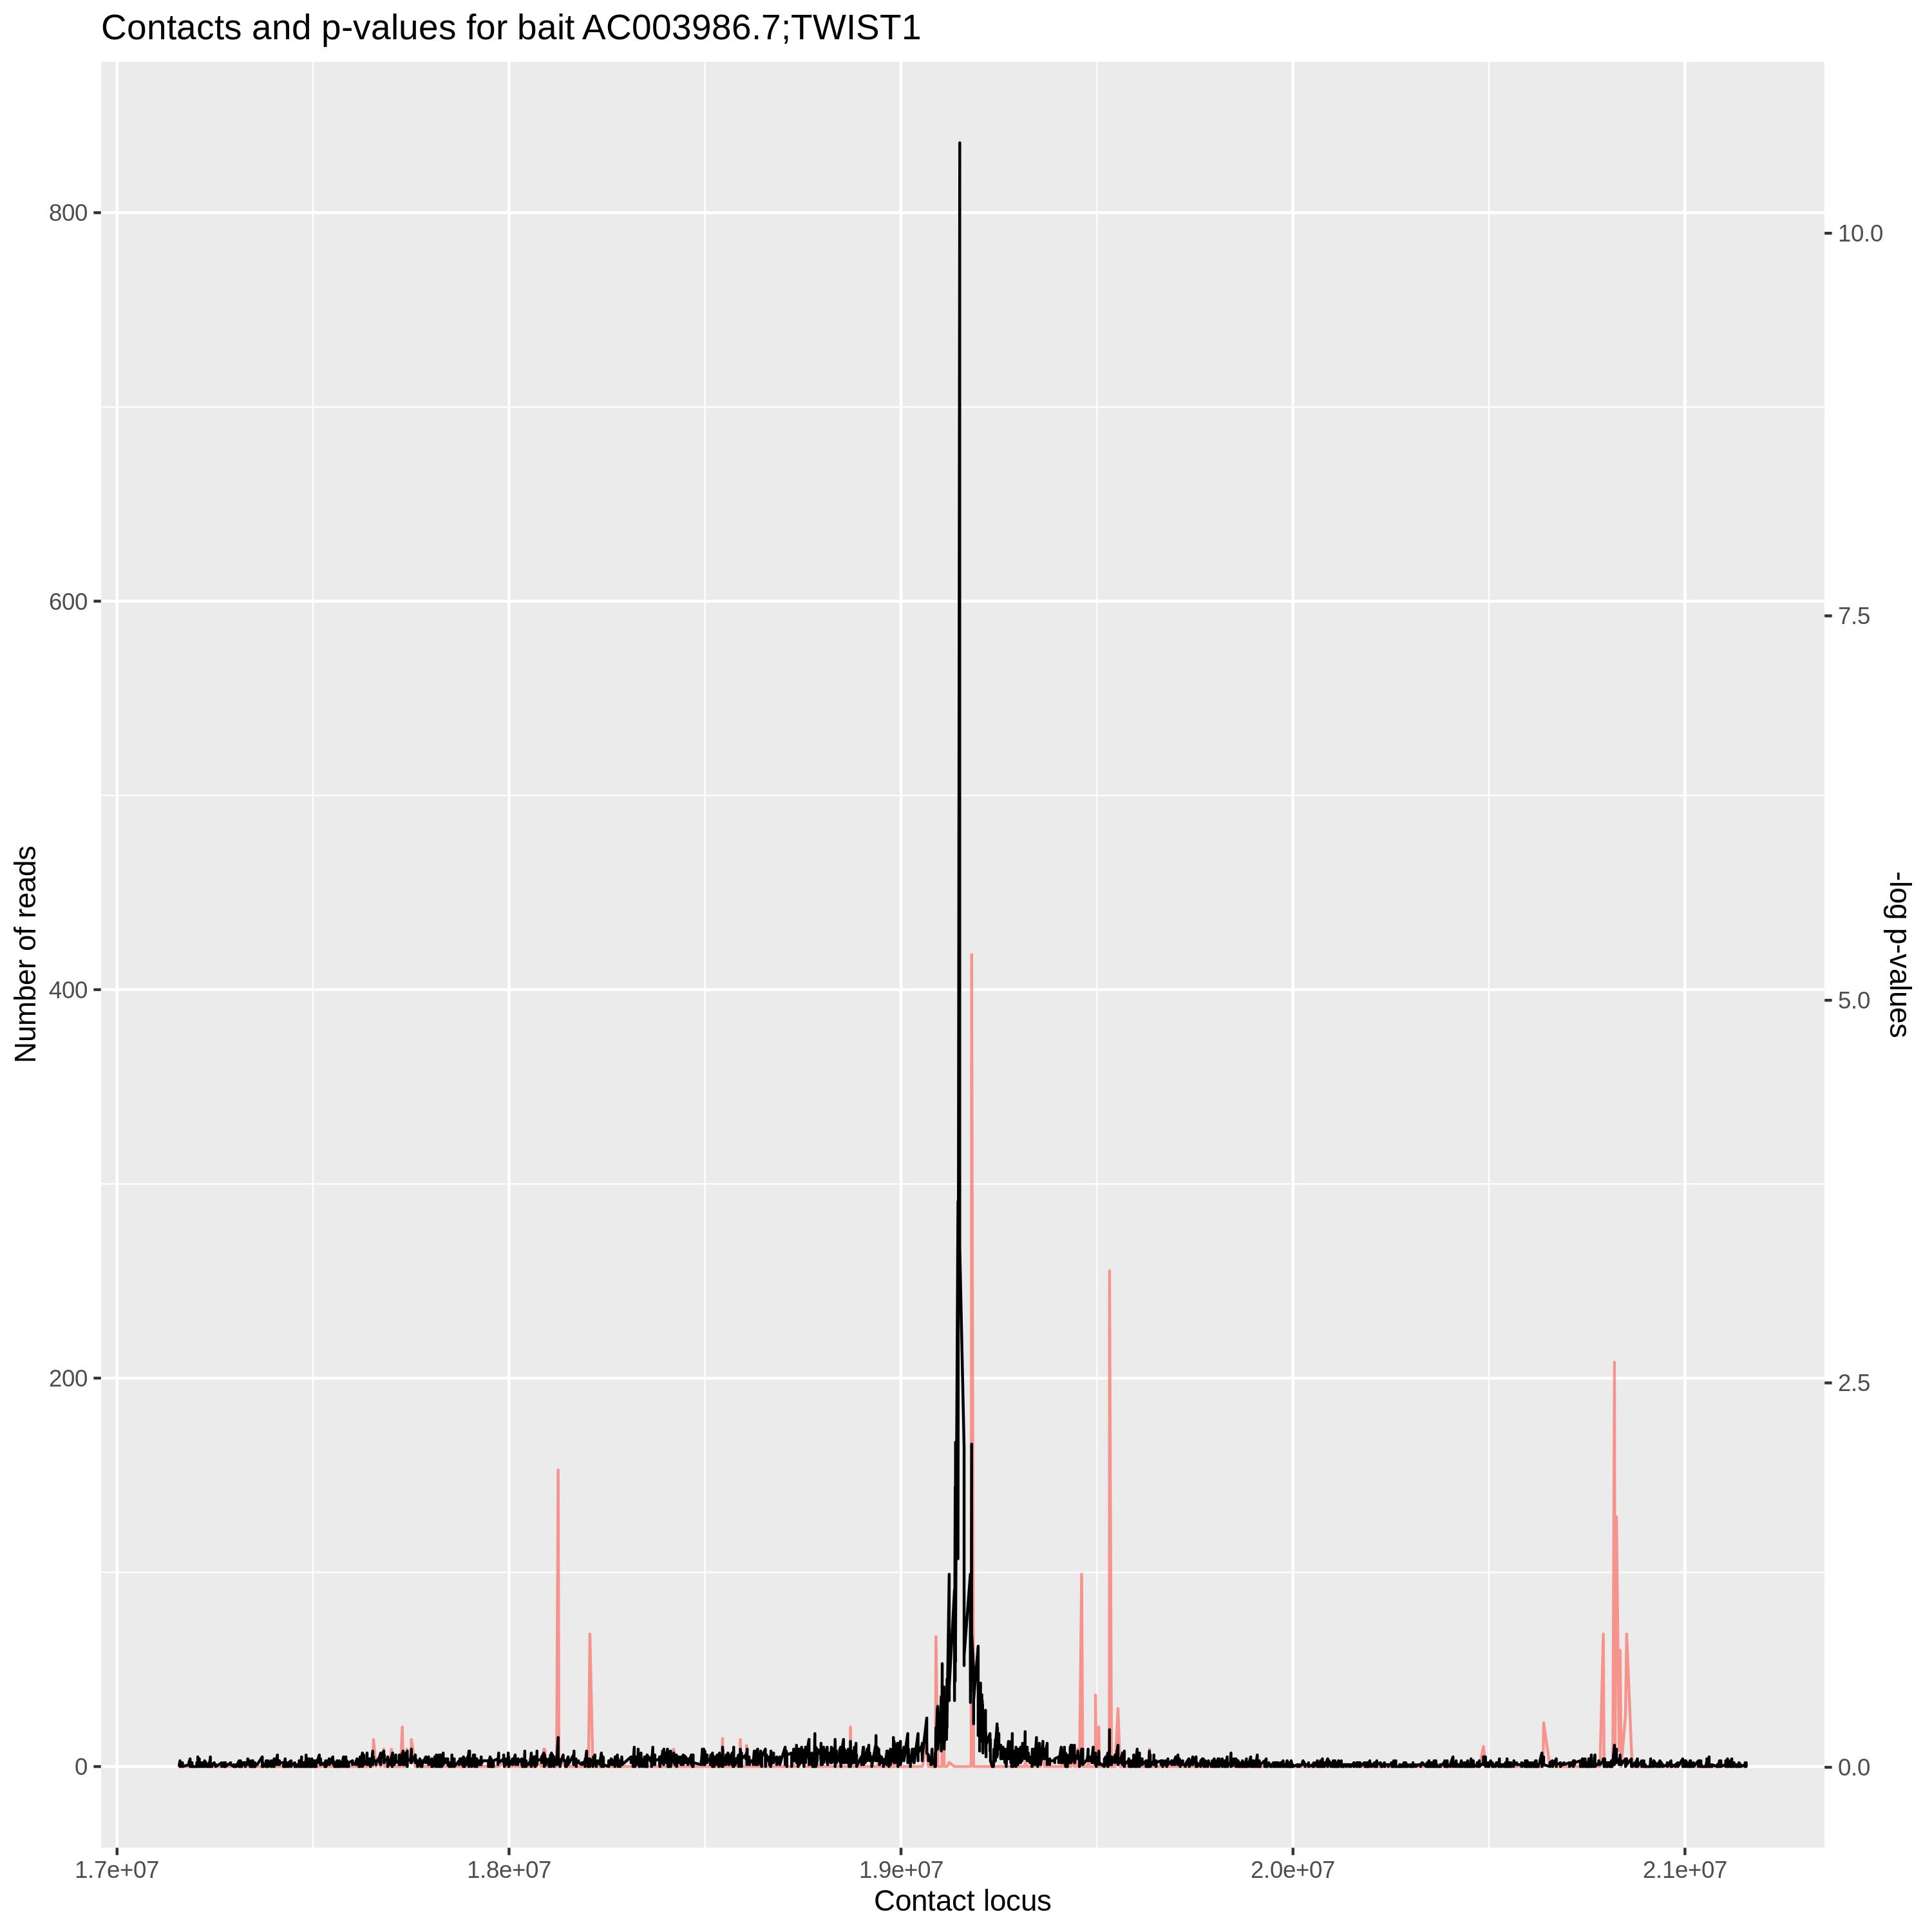 Contacts and p-values for bait AC003986.7;TWIST1
Number of reads
800
600
400
200
0
10.0
7.5
5.0
2.5
0.0
-log p-values
1.7e+07
1.8e+07
1.9e+07
2.0e+07
2.1e+07
Contact locus